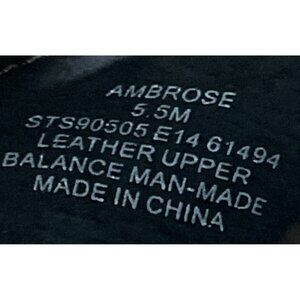 AMBROSE
5.5M
STS90505 E14 61494
LEATHER UPPER
BALANCE MAN-MADE
MADE IN CHINA